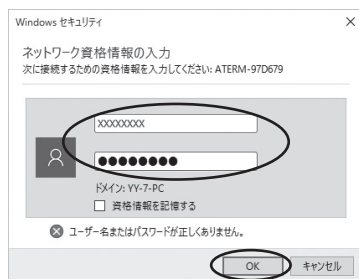 Windows セキュリティ
ネットワーク資格情報の入力
次に接続するための資格情報を入力してください: ATERM-97D679
XXXXXXXX
●●●●●●●●
ドメイン: YY-7-PC
資格情報を記憶する
ユーザー名またはパスワードが正しくありません。
OK
キャンセル